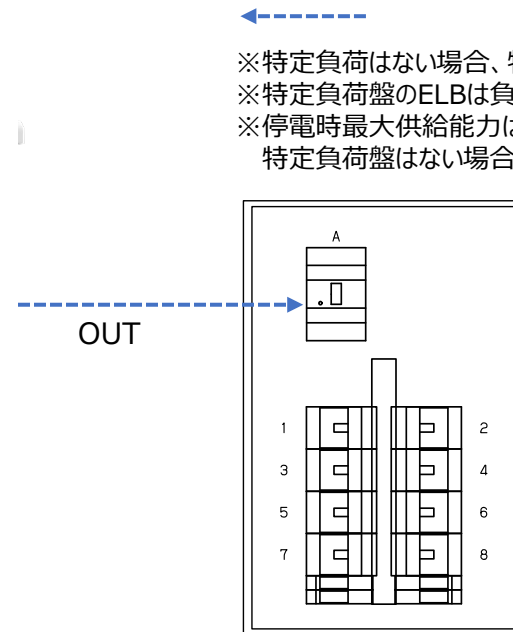 ※特定負荷はない場合、
※特定負荷盤のELBは負
※停電時最大供給能力は
特定負荷盤はない場合
A
OUT
1 2
3 4
5 6
7 8